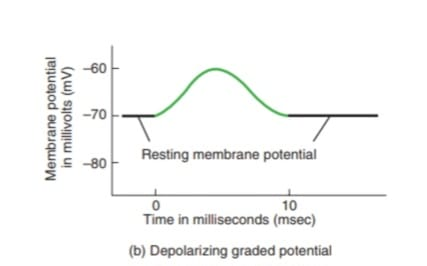 Membrane potential
in millivolts (mV)
–60
–70
–80
Resting membrane potential
0
10
Time in milliseconds (msec)
(b) Depolarizing graded potential